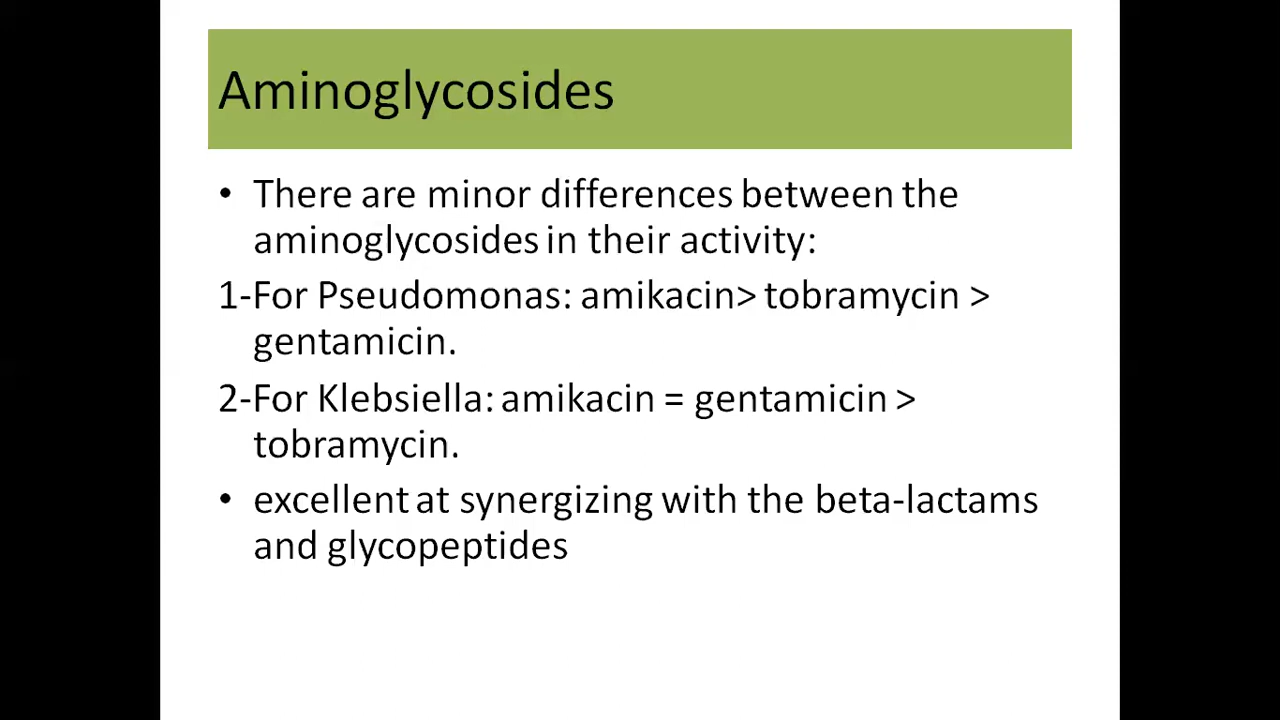 Aminoglycosides
• There are minor differences between the
aminoglycosides in their activity:
1-For Pseudomonas: amikacin> tobramycin >
gentamicin.
2-For Klebsiella: amikacin = gentamicin >
tobramycin.
• excellent at synergizing with the beta-lactams
and glycopeptides